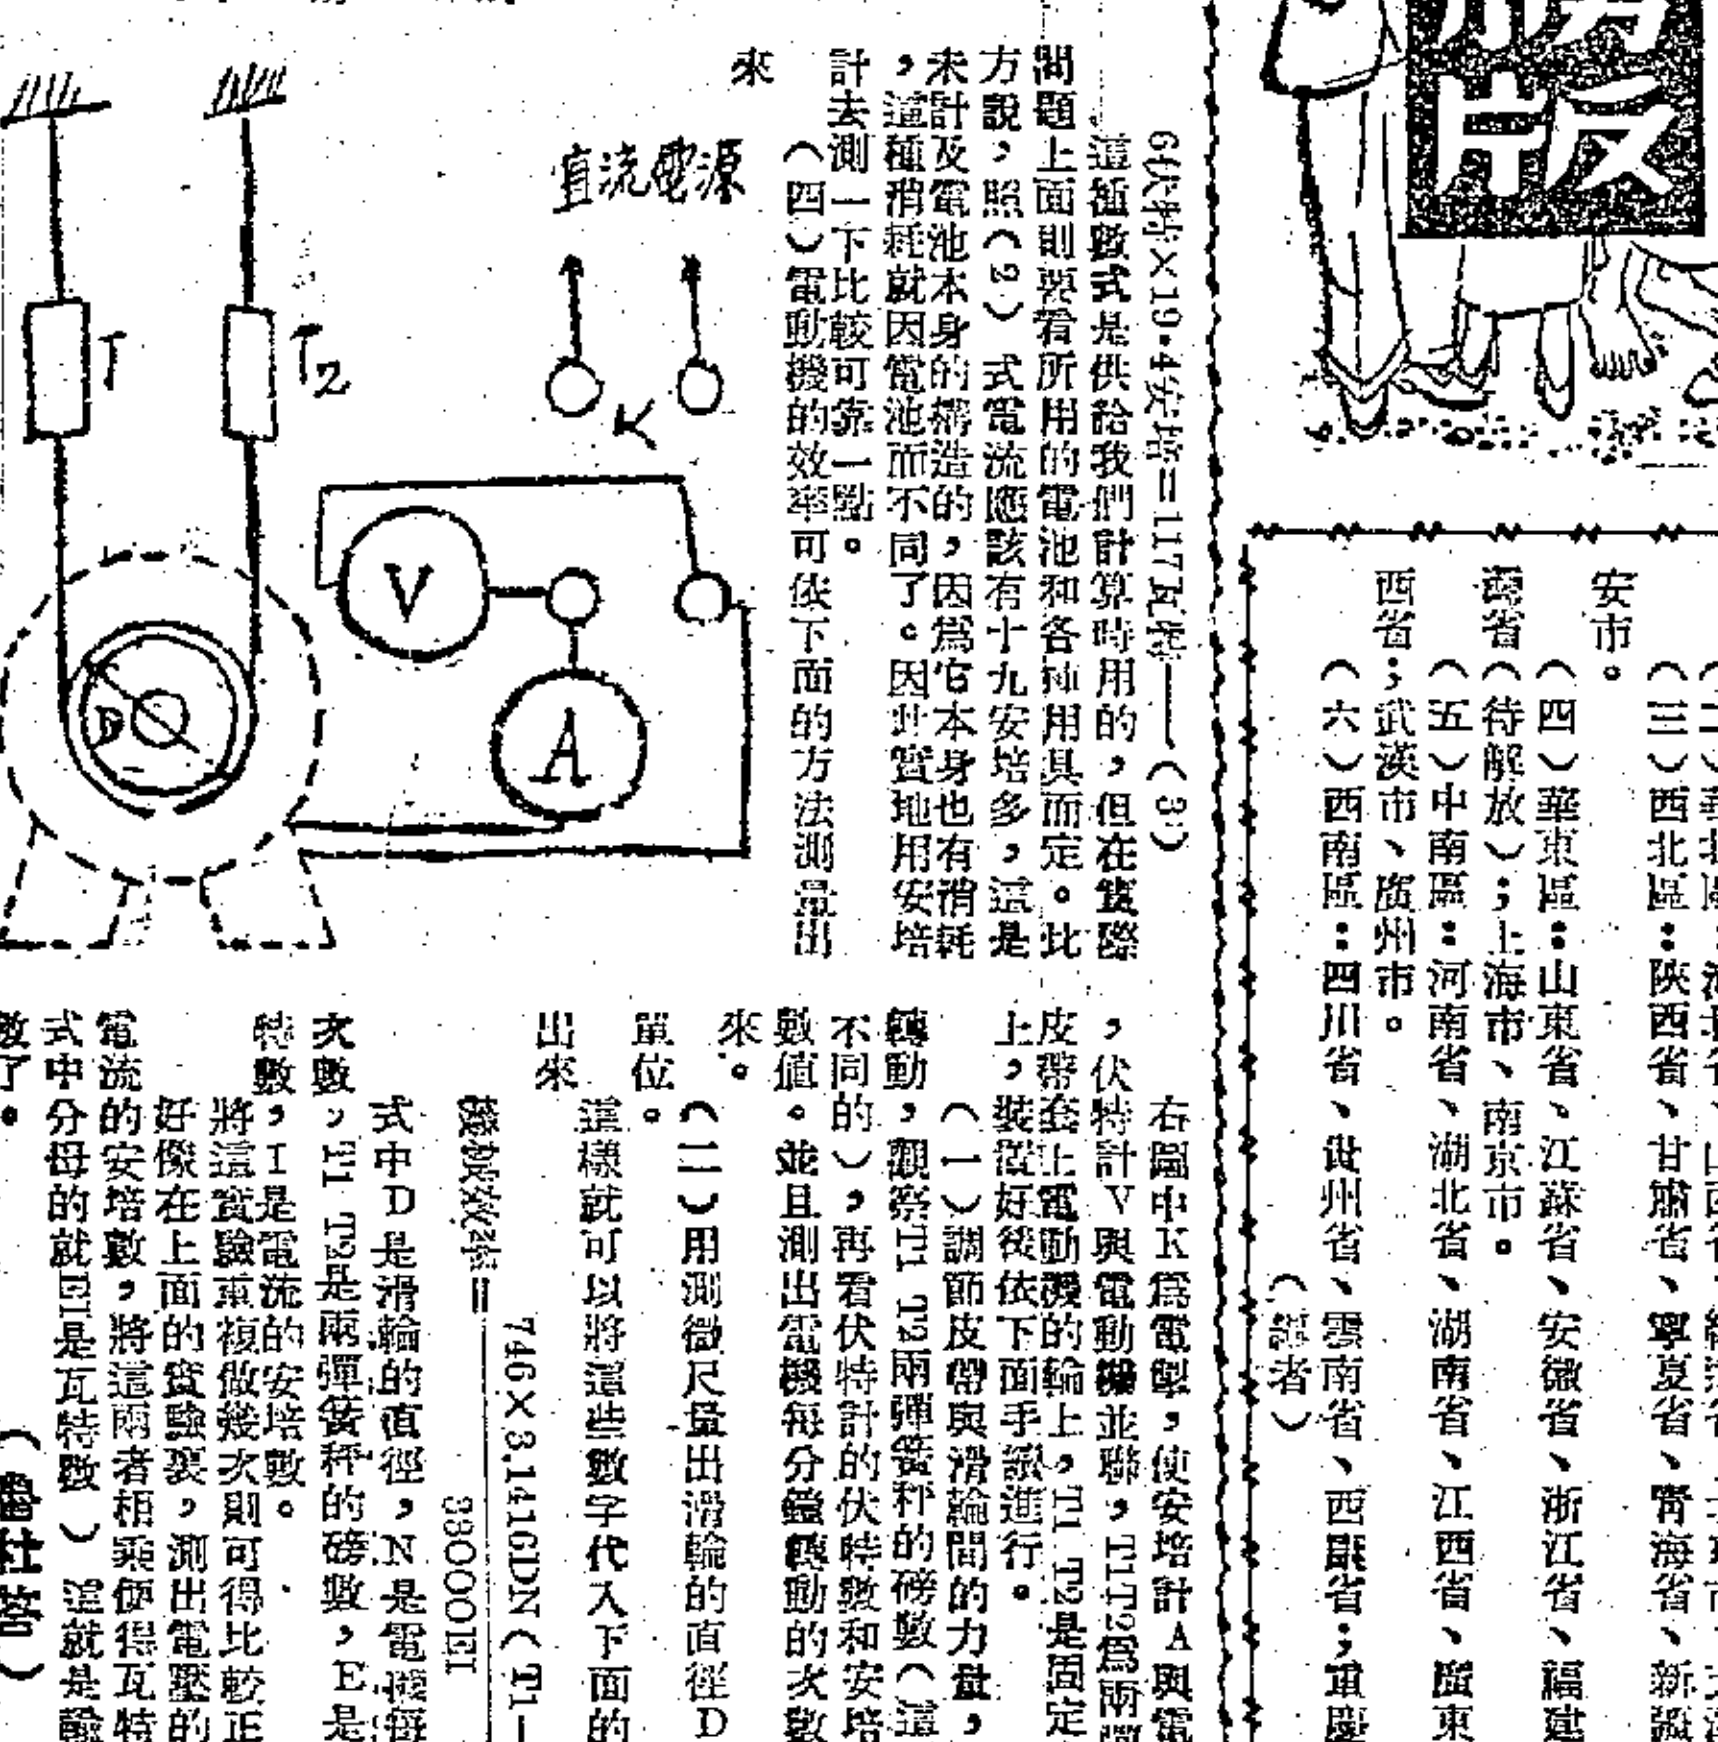 版
片
安市。
（三）西北區：陝西省、甘肅省、寧夏省、青海省、新疆
（四）華東區：山東省、江蘇省、安徽省、浙江省、福建
省（待解放）；上海市、南京市。
（五）中南區：河南省、湖北省、湖南省、江西省、廣東
西省；武漢市、廣州市。
（六）西南區：四川省、貴州省、雲南省、西康省；重慶
（編者）
6伏特×19.4安培=117瓦特——（3）
這種數式是供給我們計算時用的，但在實際
問題上面則要看所用的電池和各種用具而定。比
方說，照（2）式電流應該有十九安培多，這是
未計及電池本身的構造的，因為它本身也有消耗
，這種消耗就因電池而不同了。因此實地用安培
計去測一下比較可靠一點。
（四）電動機的效率可依下面的方法測量出
來
直流電源
K
V
A
T
T2
D
右圖中K為電掣，使安培計A與電
，伏特計V與電動機並聯，T1T2為兩彈
皮帶套上電動機的輪上，T1 T2是固定
上，裝置好後依下面手續進行。
（一）調節皮帶與滑輪間的力量，
轉動，觀察T1 T2兩彈簧秤的磅數（這
不同的），再看伏特計的伏特數和安培
數值。並且測出電機每分鐘轉動的次數
來。
（二）用測微尺量出滑輪的直徑D
單位。
這樣就可以將這些數字代入下面的
出來
機械效率=
746×3.1416DN（T1—
33000EI
式中D是滑輪的直徑，N是電機每
次數，T1 T2是兩彈簧秤的磅數，E是
特數，I是電流的安培數。
將這實驗重複做幾次則可得比較正
好像在上面的實驗裏，測出電壓的
電流的安培數，將這兩者相乘便得瓦特
式中分母的就EI是瓦特數）這就是輸
數了。